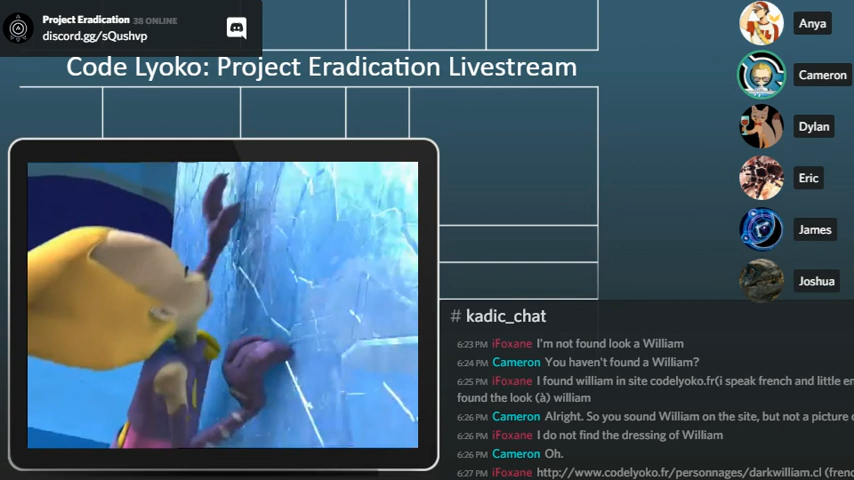 Project Eradication 38 ONLINE
discord.gg/sQushvp
Code Lyoko: Project Eradication Livestream
Anya
Cameron
Dylan
Eric
James
Joshua
# kadic_chat
6:23 PM iFoxane I'm not found look a William
6:24 PM Cameron You haven't found a William?
6:25 PM iFoxane I found william in site codelyoko.fr(i speak french and little en
found the look (à) william
6:26 PM Cameron Alright. So you sound William on the site, but not a picture o
6:26 PM iFoxane I do not find the dressing of William
6:26 PM Cameron Oh.
6:27 PM iFoxane http://www.codelyoko.fr/personnages/darkwilliam.cl (fren